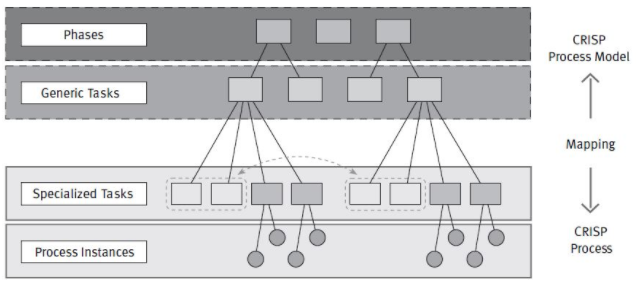 Phases
CRISP
Process Model
Generic Tasks
Mapping
Specialized Tasks
CRISP
Process
Process Instances